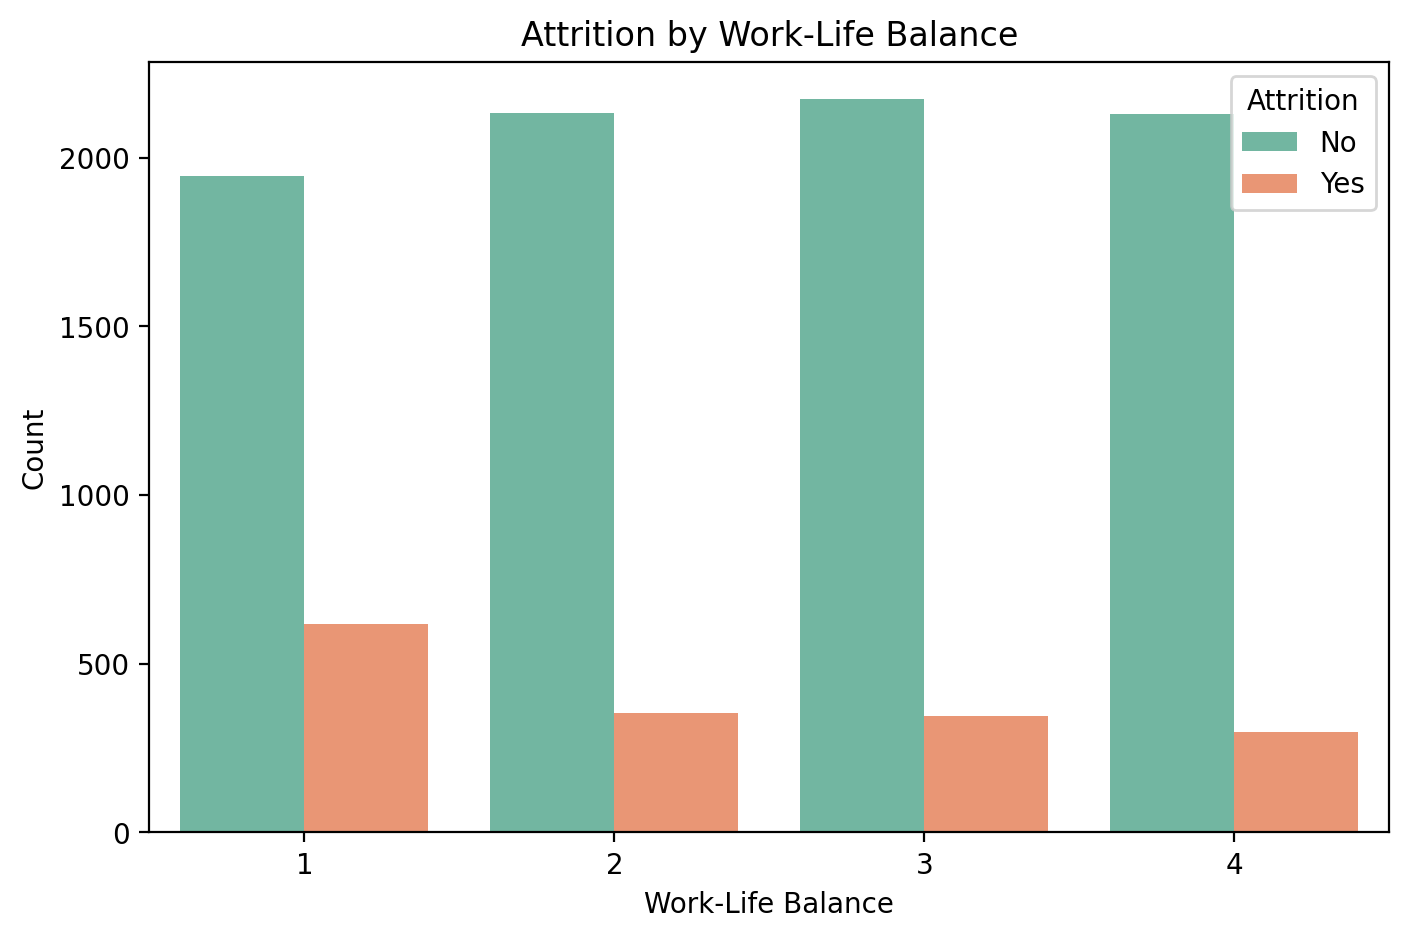 Attrition by Work-Life Balance
Attrition
No
Yes
2000
1500
1000
500
0
Count
1 2 3 4
Work-Life Balance